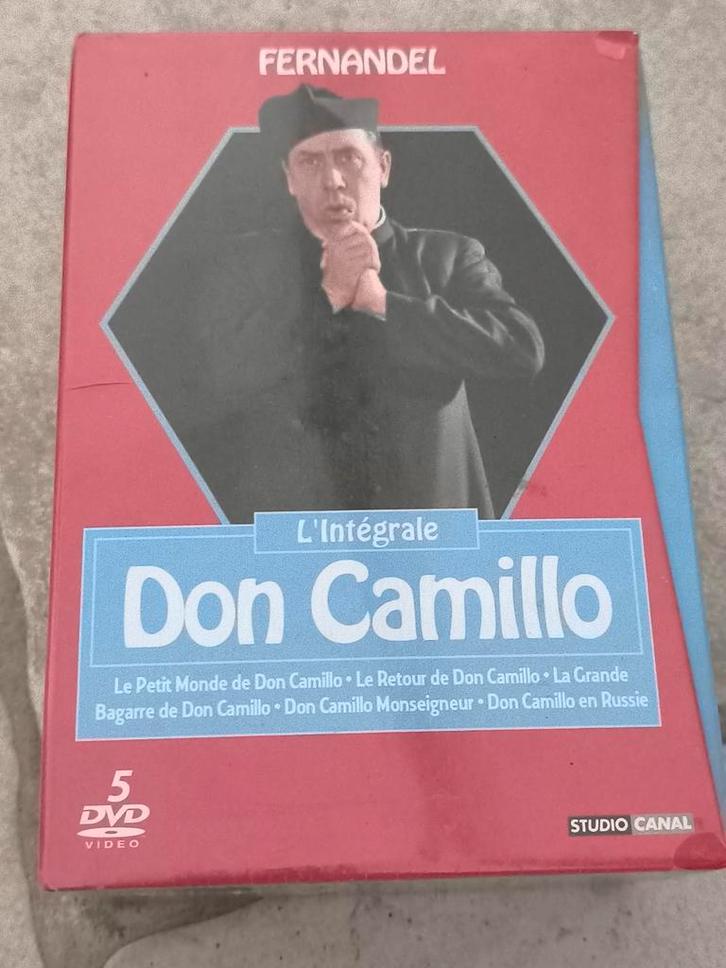 FERNANDEL
L'Intégrale
Don Camillo
Le Petit Monde de Don Camillo • Le Retour de Don Camillo • La Grande
Bagarre de Don Camillo • Don Camillo Monseigneur • Don Camillo en Russie
5
DVD
VIDEO
STUDIO CANAL